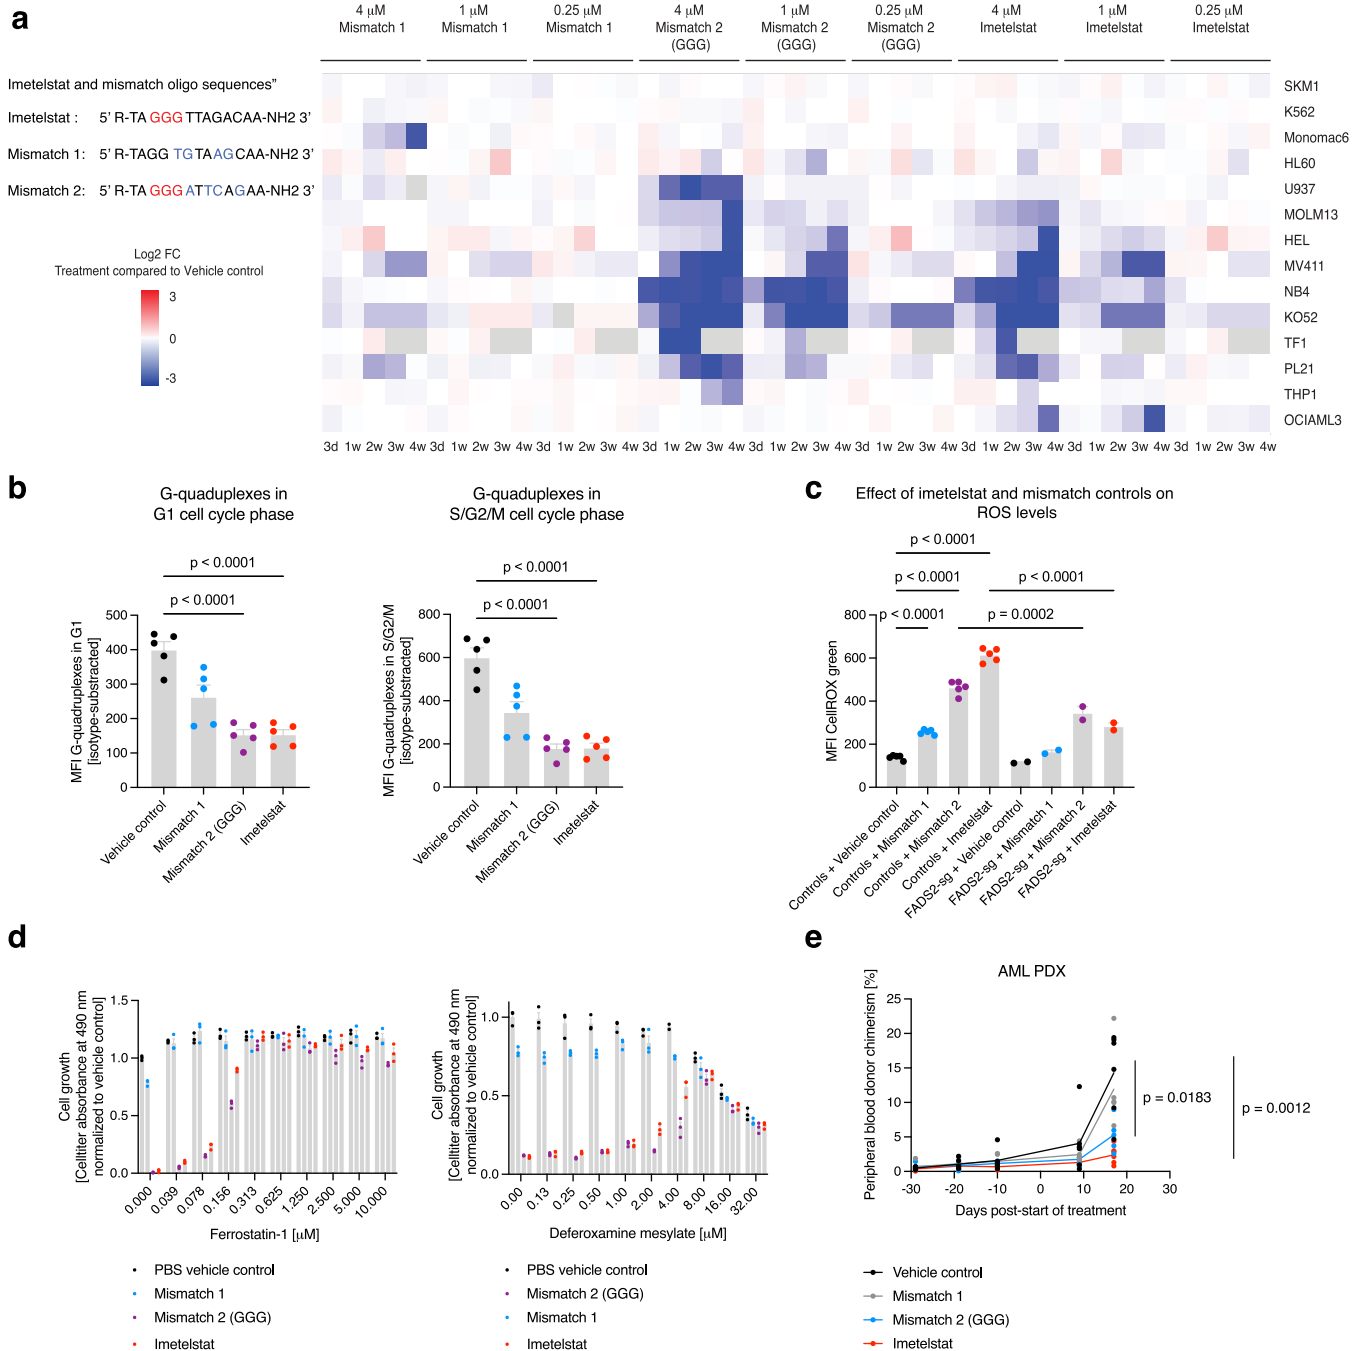 a
4 μM
Mismatch 1
1 μM
Mismatch 1
0.25 μM
Mismatch 1
4 μM
Mismatch 2
(GGG)
1 μM
Mismatch 2
(GGG)
0.25 μM
Mismatch 2
(GGG)
4 μM
Imetelstat
1 μM
Imetelstat
0.25 μM
Imetelstat
Imetelstat and mismatch oligo sequences”
Imetelstat : 5’ R-TA GGG TTAGACAA-NH2 3’
Mismatch 1: 5’ R-TAGG TGTAAGCAA-NH2 3’
Mismatch 2: 5’ R-TA GGGATTCAGAA-NH2 3’
Log2 FC
Treatment compared to Vehicle control
3
0
-3
SKM1
K562
Monomac6
HL60
U937
MOLM13
HEL
MV411
NB4
KO52
TF1
PL21
THP1
OCIAML3
3d 1w 2w 3w 4w 3d 1w 2w 3w 4w 3d 1w 2w 3w 4w 3d 1w 2w 3w 4w 3d 1w 2w 3w 4w 3d 1w 2w 3w 4w 3d 1w 2w 3w 4w 3d 1w 2w 3w 4w 3d 1w 2w 3w 4w
b
G-quaduplexes in
G1 cell cycle phase
p < 0.0001
p < 0.0001
MFI G-quadruplexes in G1
[isotype-substracted]
500
400
300
200
100
0
Vehicle control
Mismatch 1
Mismatch 2 (GGG)
Imetelstat
G-quaduplexes in
S/G2/M cell cycle phase
p < 0.0001
p < 0.0001
MFI G-quadruplexes in S/G2/M
[isotype-substracted]
800
600
400
200
0
Vehicle control
Mismatch 1
Mismatch 2 (GGG)
Imetelstat
c
Effect of imetelstat and mismatch controls on
ROS levels
p < 0.0001
p < 0.0001
p < 0.0001
p < 0.0001
p = 0.0002
MFI CellROX green
800
600
400
200
0
Controls + Vehicle control
Controls + Mismatch 1
Controls + Mismatch 2
Controls + Imetelstat
FADS2-sg + Vehicle control
FADS2-sg + Mismatch 1
FADS2-sg + Mismatch 2
FADS2-sg + Imetelstat
d
Cell growth
[Celltiter absorbance at 490 nm
normalized to vehicle control]
1.5
1.0
0.5
0.0
0.000
0.039
0.078
0.156
0.313
0.625
1.250
2.500
5.000
10.000
Ferrostatin-1 [μM]
PBS vehicle control
Mismatch 1
Mismatch 2 (GGG)
Imetelstat
Cell growth
[Celltiter absorbance at 490 nm
normalized to vehicle control]
1.0
0.5
0.0
0.00
0.13
0.25
0.50
1.00
2.00
4.00
8.00
16.00
32.00
Deferoxamine mesylate [μM]
PBS vehicle control
Mismatch 2 (GGG)
Mismatch 1
Imetelstat
e
AML PDX
Peripheral blood donor chimerism [%]
25
20
15
10
5
0
-30 -20 -10 0 10 20 30
Days post-start of treatment
p = 0.0183
p = 0.0012
Vehicle control
Mismatch 1
Mismatch 2 (GGG)
Imetelstat